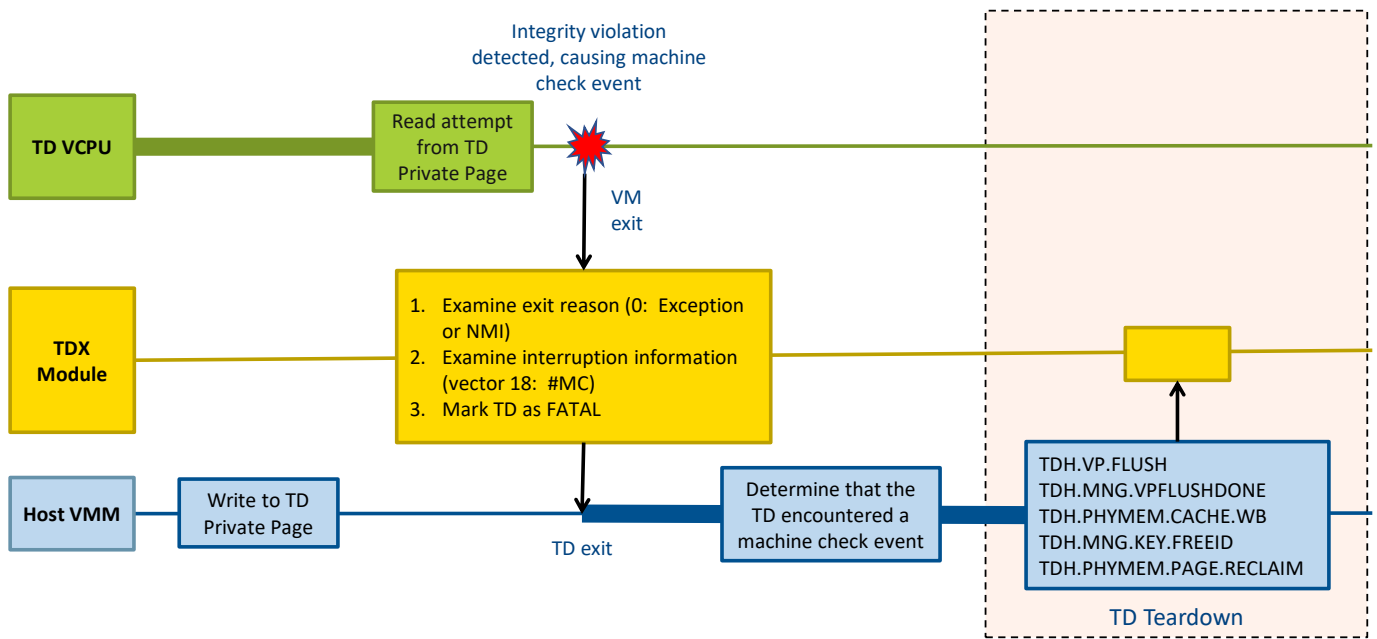 Integrity violation
detected, causing machine
check event
TD VCPU
Read attempt
from TD
Private Page
VM
exit
TDX
Module
1. Examine exit reason (0: Exception
or NMI)
2. Examine interruption information
(vector 18: #MC)
3. Mark TD as FATAL
Host VMM
Write to TD
Private Page
TD exit
Determine that the
TD encountered a
machine check event
TDH.VP.FLUSH
TDH.MNG.VPFLUSHDONE
TDH.PHYMEM.CACHE.WB
TDH.MNG.KEY.FREEID
TDH.PHYMEM.PAGE.RECLAIM
TD Teardown